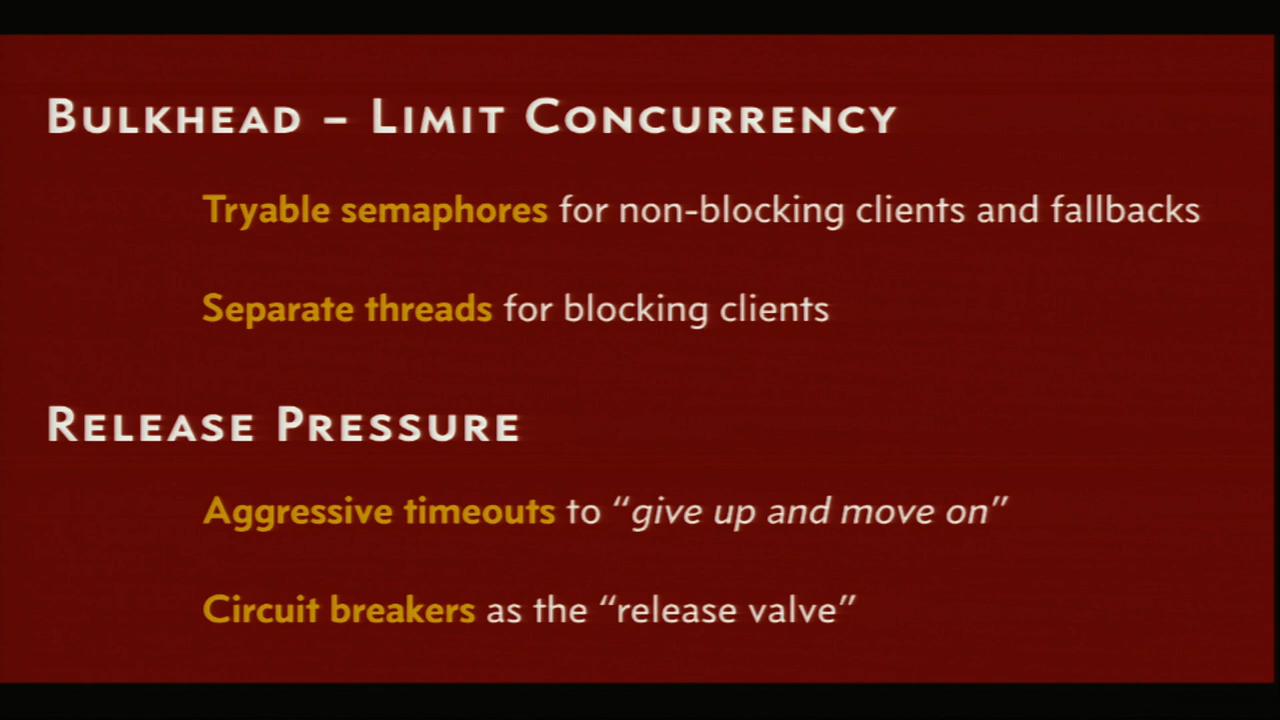 Bulkhead – Limit Concurrency
Tryable semaphores for non-blocking clients and fallbacks
Separate threads for blocking clients
Release Pressure
Aggressive timeouts to “give up and move on”
Circuit breakers as the “release valve”